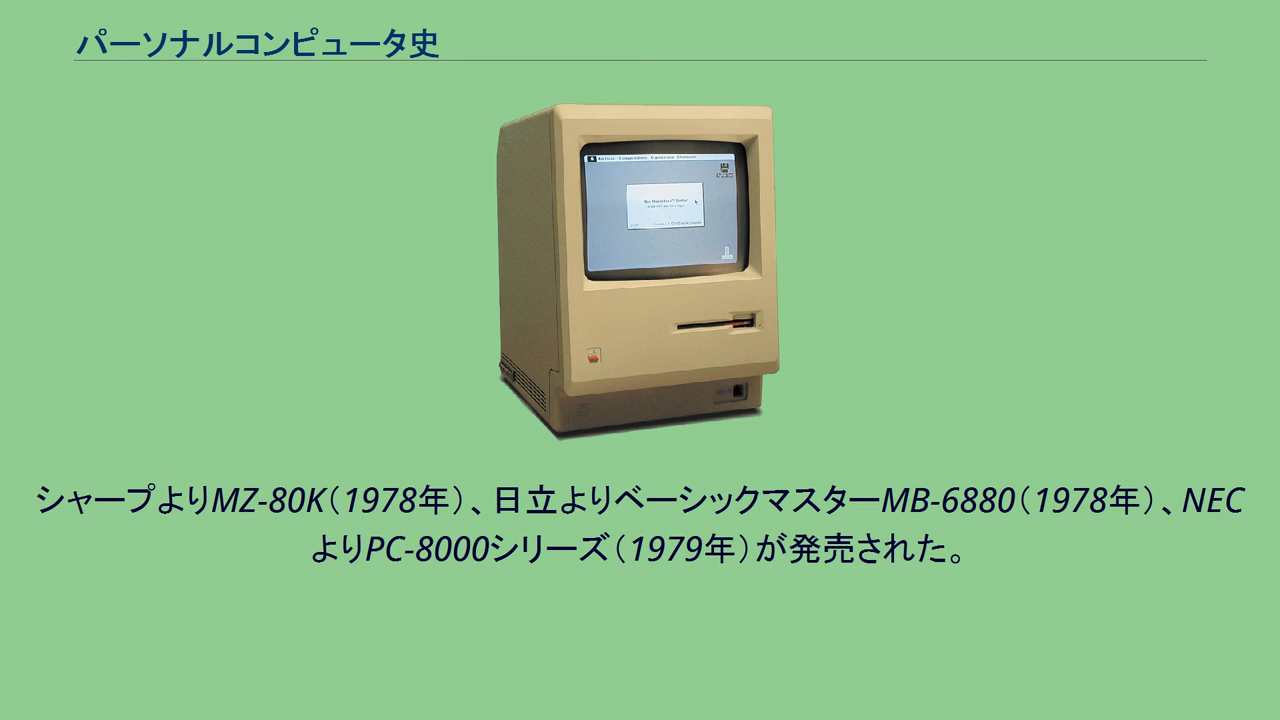 パーソナルコンピュータ史
シャープよりMZ-80K（1978年）、日立よりベーシックマスターMB-6880（1978年）、NEC
よりPC-8000シリーズ（1979年）が発売された。